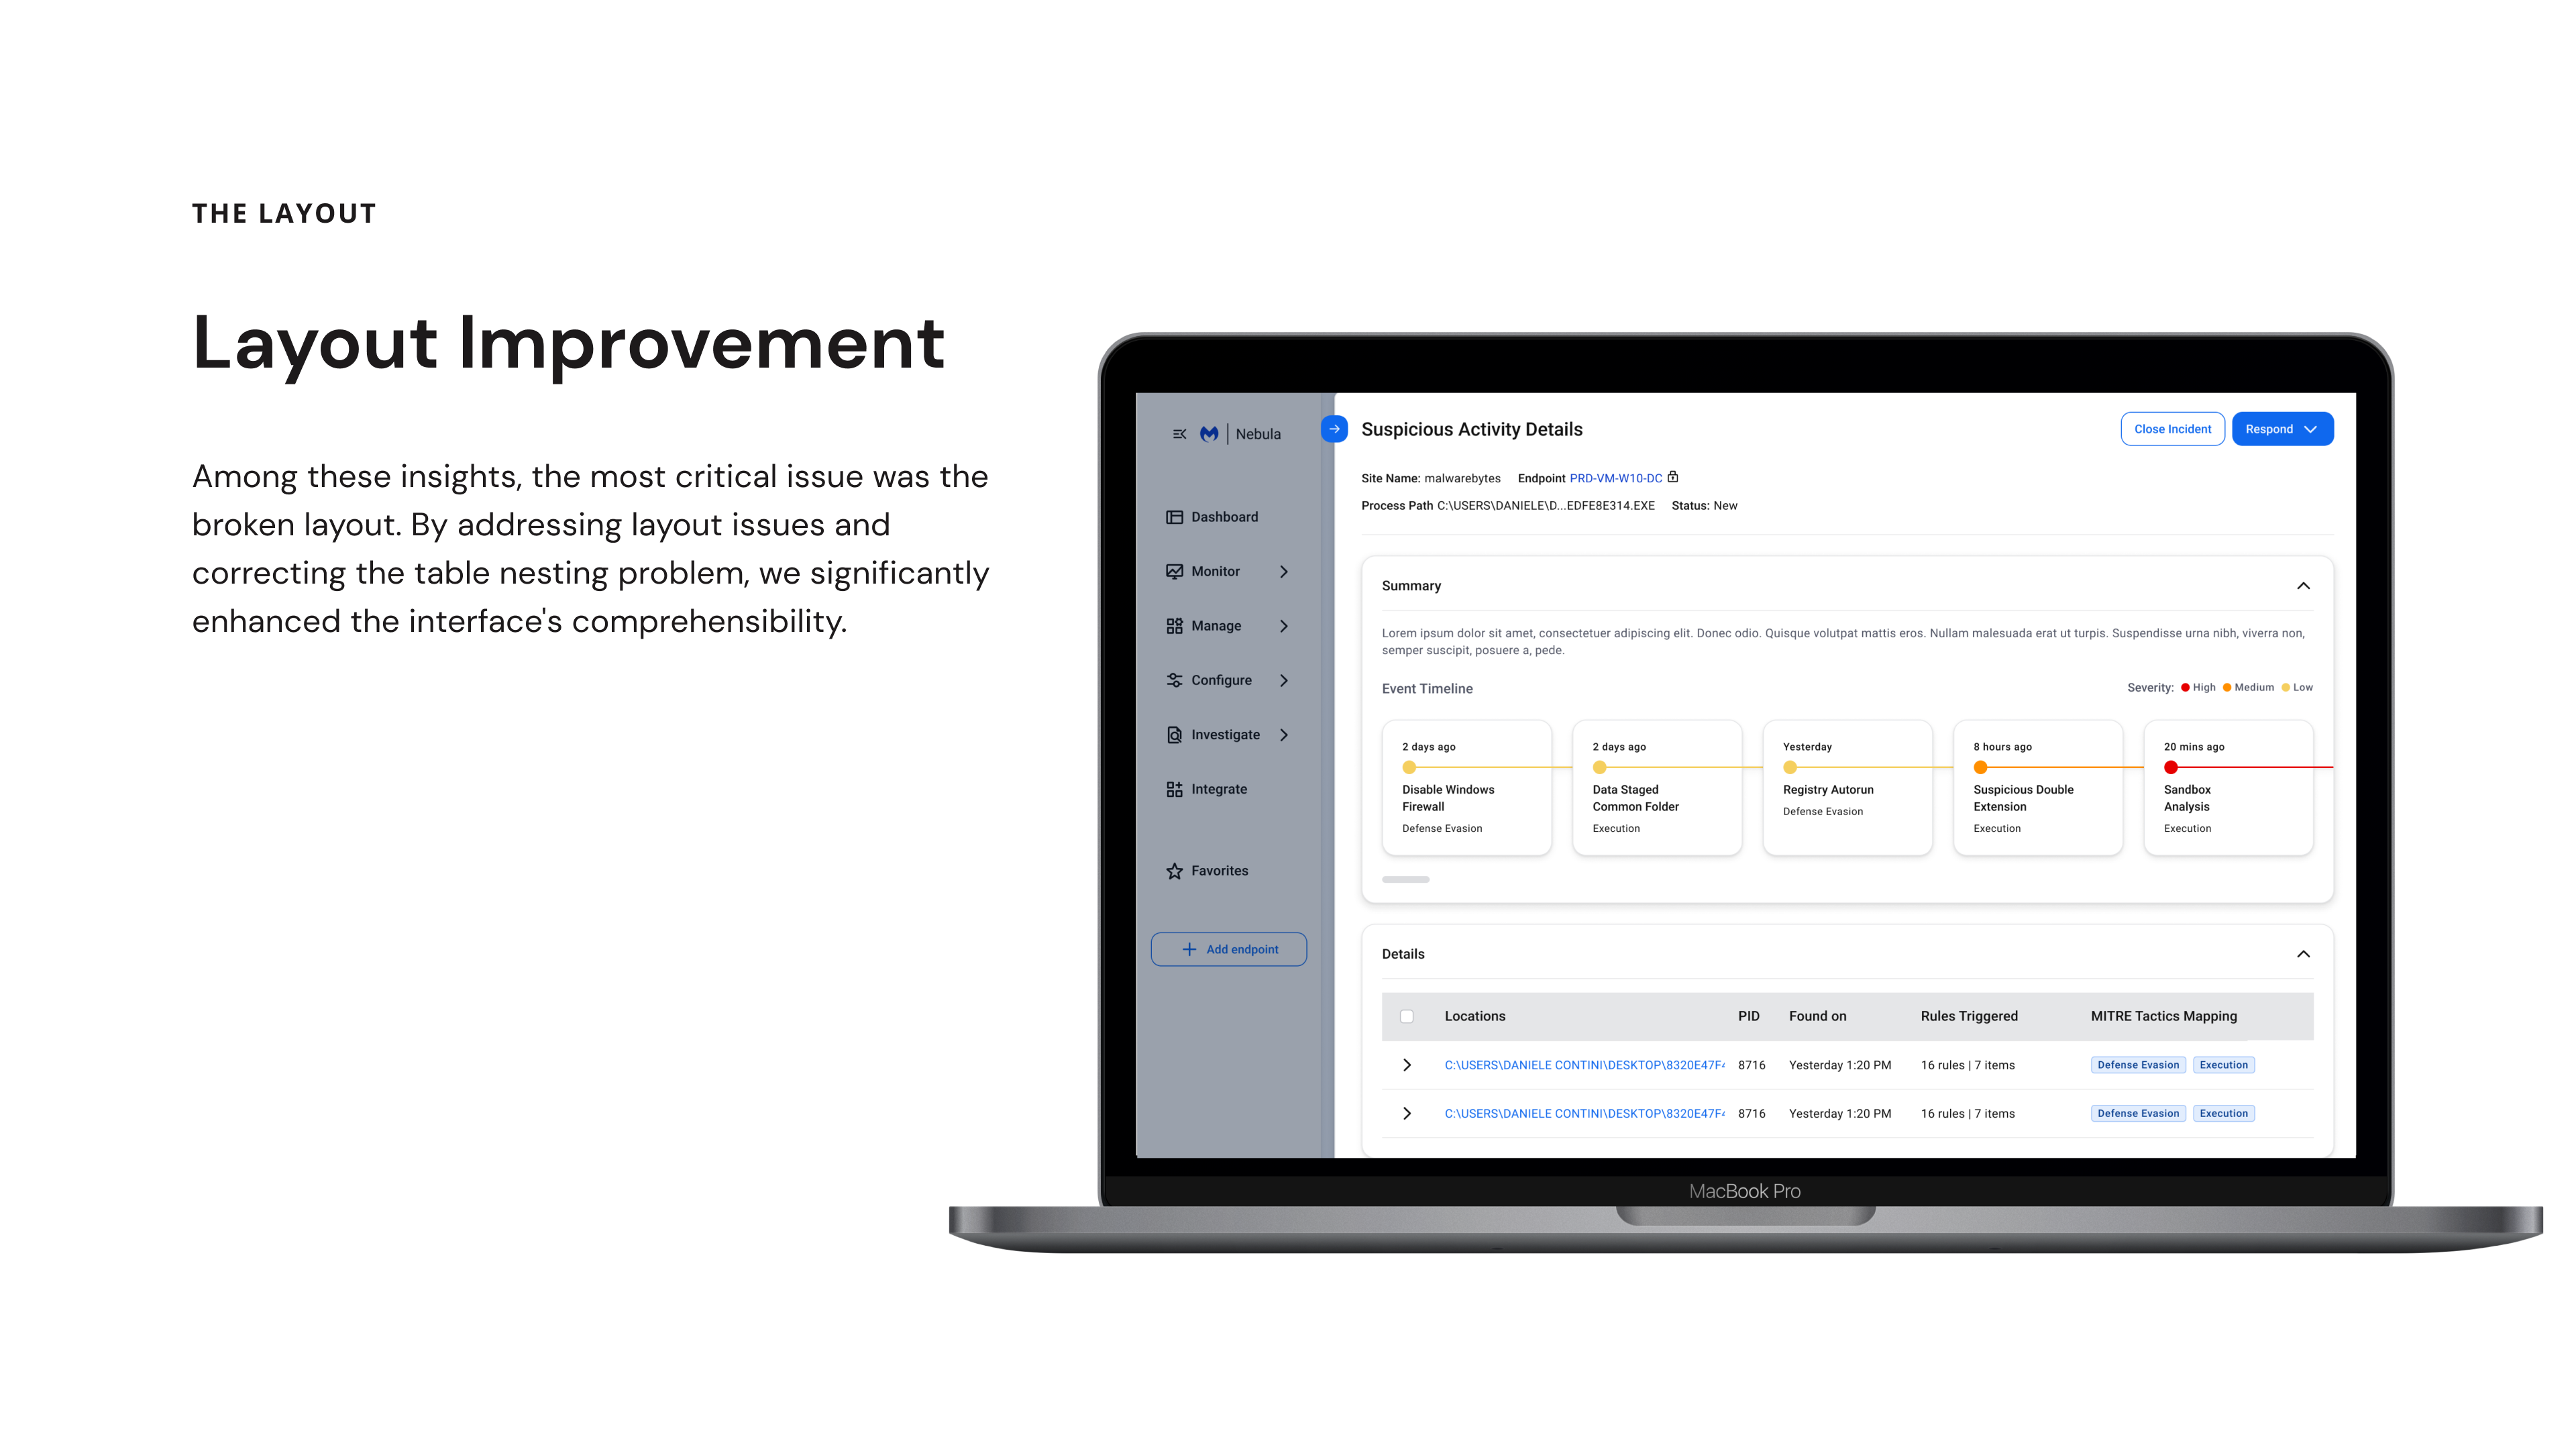 THE LAYOUT
Layout Improvement
Among these insights, the most critical issue was the
broken layout. By addressing layout issues and
correcting the table nesting problem, we significantly
enhanced the interface's comprehensibility.
Nebula
Dashboard
Monitor
Manage
Configure
Investigate
Integrate
Favorites
Add endpoint
Suspicious Activity Details
Close Incident
Respond
Site Name: malwarebytes Endpoint PRD-VM-W10-DC
Process Path C:\USERS\DANIELE\D...EDFE8E314.EXE Status: New
Summary
Lorem ipsum dolor sit amet, consectetuer adipiscing elit. Donec odio. Quisque volutpat mattis eros. Nullam malesuada erat ut turpis. Suspendisse urna nibh, viverra non,
semper suscipit, posuere a, pede.
Event Timeline
Severity: High Medium Low
2 days ago
Disable Windows
Firewall
Defense Evasion
2 days ago
Data Staged
Common Folder
Execution
Yesterday
Registry Autorun
Defense Evasion
8 hours ago
Suspicious Double
Extension
Execution
20 mins ago
Sandbox
Analysis
Execution
Details
Locations PID Found on Rules Triggered MITRE Tactics Mapping
C:\USERS\DANIELE CONTINI\DESKTOP\8320E47F 8716 Yesterday 1:20 PM 16 rules | 7 items Defense Evasion Execution
C:\USERS\DANIELE CONTINI\DESKTOP\8320E47F 8716 Yesterday 1:20 PM 16 rules | 7 items Defense Evasion Execution
MacBook Pro